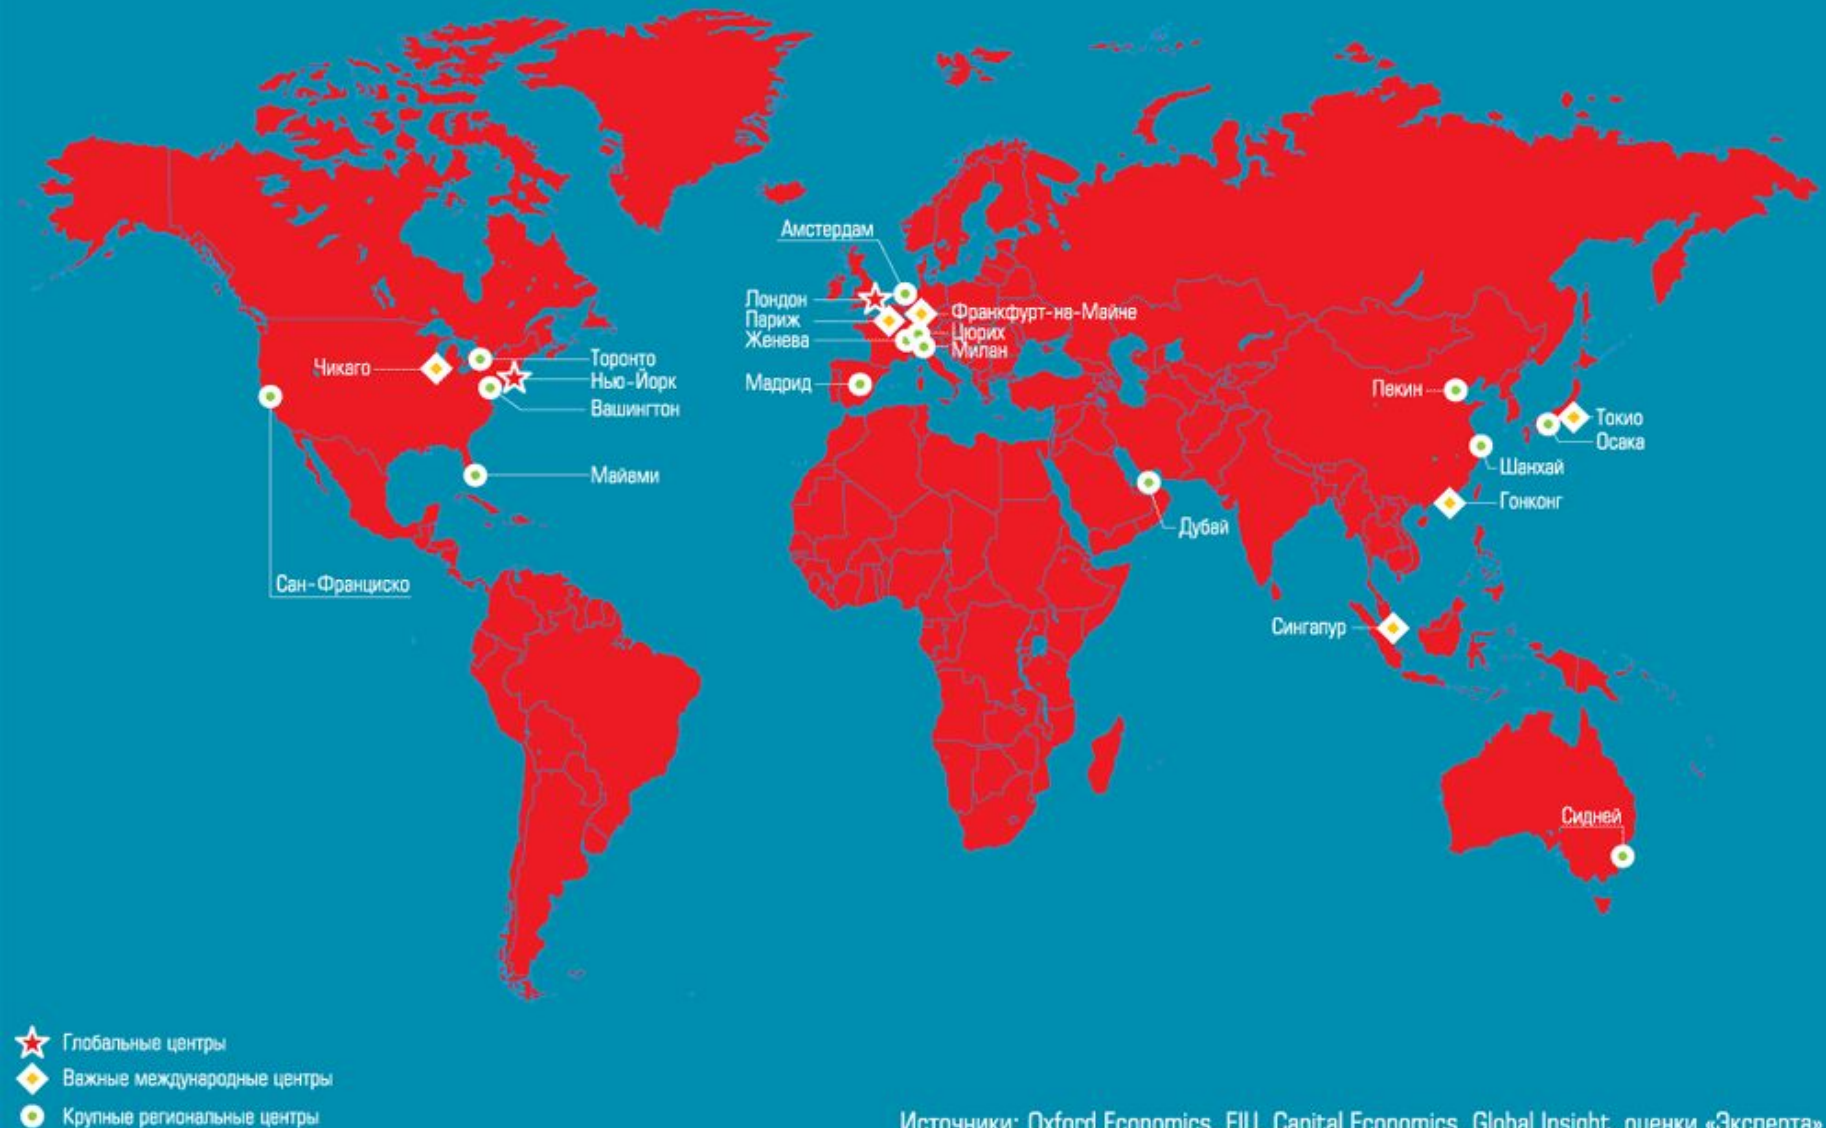 Амстердам
Лондон
Париж
Женева
Франкфурт-на-Майне
Цюрих
Милан
Мадрид
Чикаго
Торонто
Нью-Йорк
Вашингтон
Майами
Сан-Франциско
Пекин
Токио
Осака
Шанхай
Гонконг
Дубай
Сингапур
Сидней
Глобальные центры
Важные международные центры
Крупные региональные центры
Источники: Oxford Economics, EIU, Capital Economics, Global Insight, оценки «Эксперта»